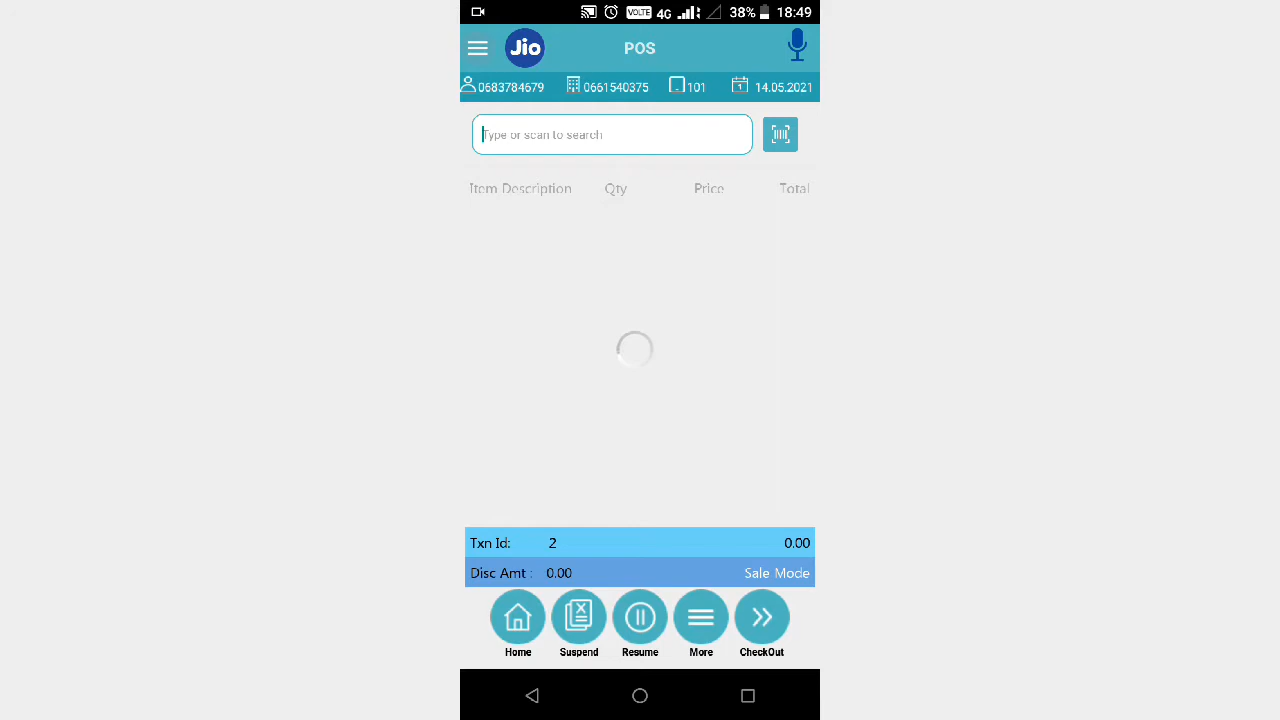 VOLTE 4G 38% 18:49
Jio POS
0683784679 0661540375 101 1 14.05.2021
Type or scan to search
Item Description Qty Price Total
Txn Id: 2 0.00
Disc Amt : 0.00 Sale Mode
Home Suspend Resume More CheckOut